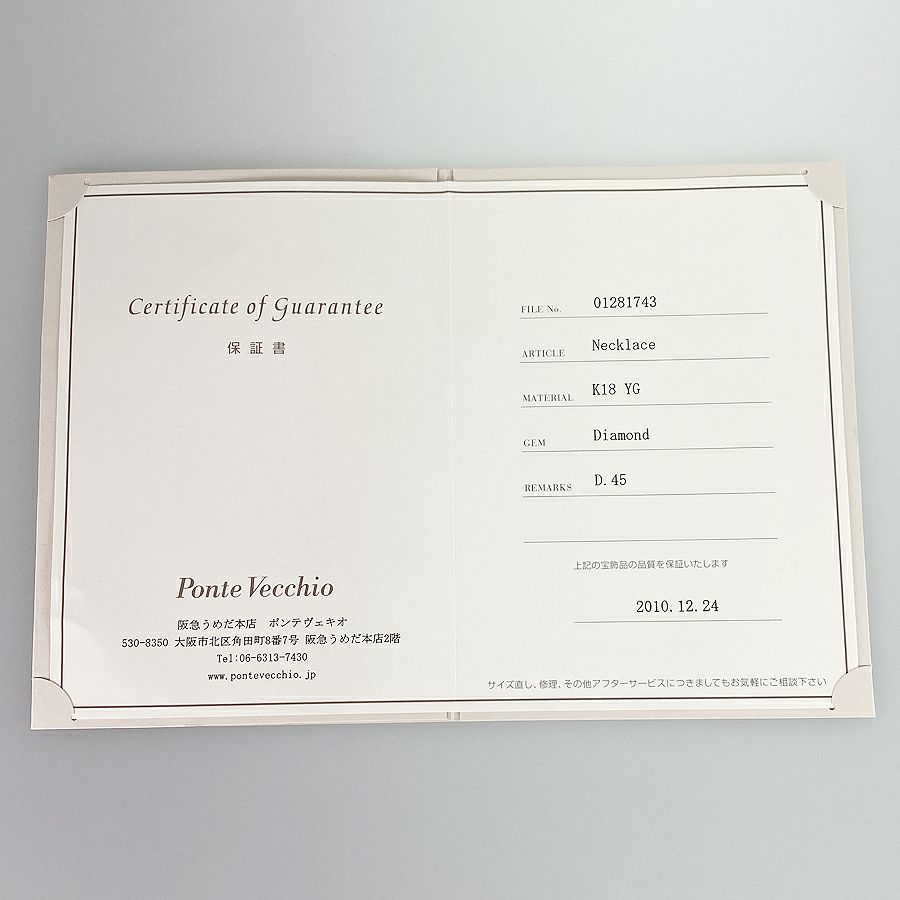 Certificate of Guarantee
保証書
Ponte Vecchio
阪急うめだ本店 ポンテヴェキオ
530-8350 大阪市北区角田町8番7号 阪急うめだ本店2階
Tel:06-6313-7430
www.pontevecchio.jp
FILE No. 01281743
ARTICLE Necklace
MATERIAL K18 YG
GEM Diamond
REMARKS D.45
上記の宝飾品の品質を保証いたします
2010.12.24
サイズ直し、修理、その他アフターサービスにつきましてもお気軽にご相談下さい